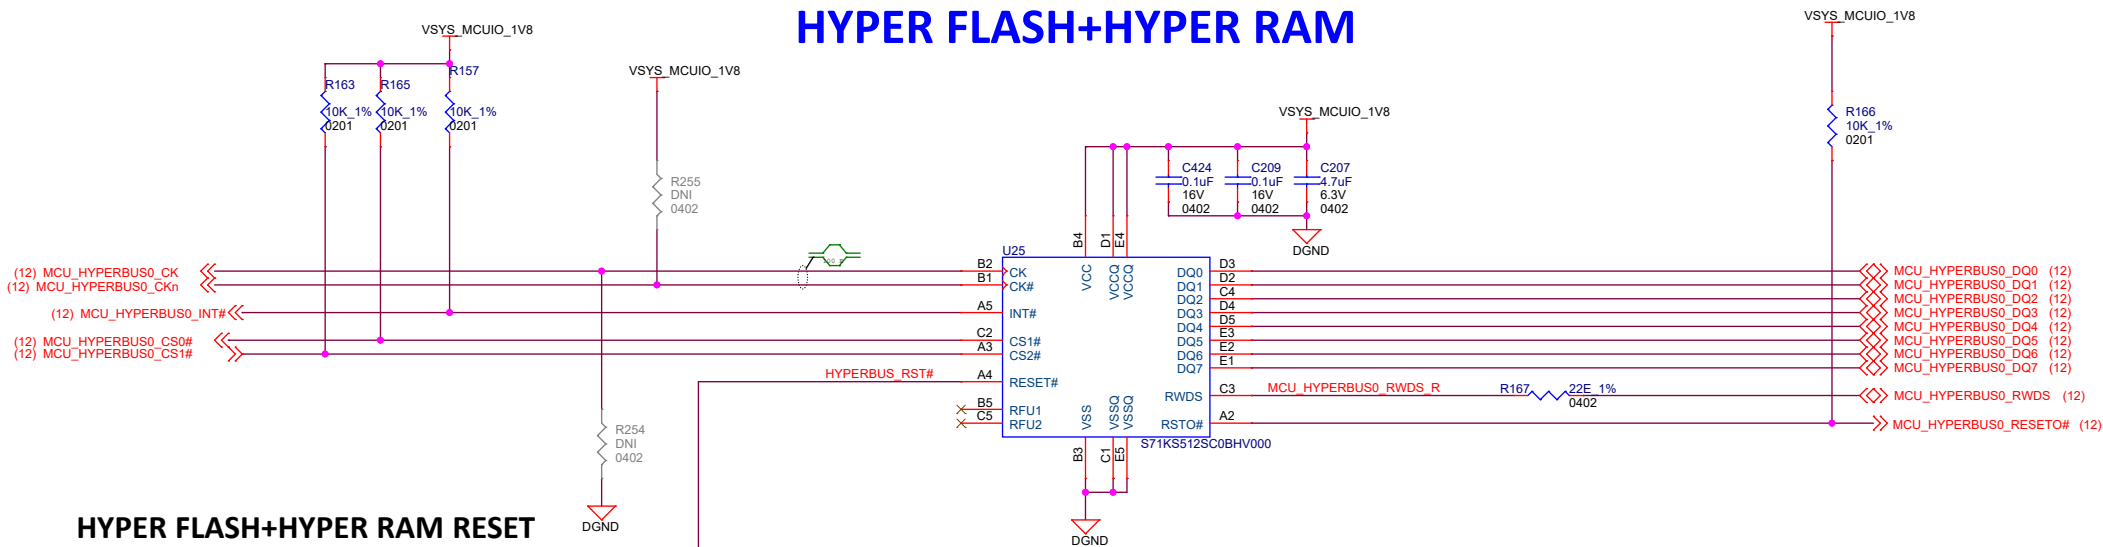 HYPER FLASH+HYPER RAM
VSYS_MCUIO_1V8
VSYS_MCUIO_1V8
VSYS_MCUIO_1V8
VSYS_MCUIO_1V8
R163
10K_1%
0201
R165
10K_1%
0201
R157
10K_1%
0201
R255
DNI
0402
C424
0.1uF
16V
0402
C209
0.1uF
16V
0402
C207
4.7uF
6.3V
0402
DGND
R166
10K_1%
0201
(12) MCU_HYPERBUS0_CK
(12) MCU_HYPERBUS0_CKn
(12) MCU_HYPERBUS0_INT#
(12) MCU_HYPERBUS0_CS0#
(12) MCU_HYPERBUS0_CS1#
HYPERBUS_RST#
U25
B2 CK
B1 CK#
A5 INT#
C2 CS1#
A3 CS2#
A4 RESET#
B5 RFU1
C5 RFU2
B4 VCC
D1 VCCQ
E4 VCCQ
B3 VSS
C1 VSSQ
E5 VSSQ
DQ0 D3
DQ1 D2
DQ2 C4
DQ3 D4
DQ4 D5
DQ5 E3
DQ6 E2
DQ7 E1
RWDS C3
RSTO# A2
S71KS512SC0BHV000
MCU_HYPERBUS0_RWDS_R
R167 22E_1%
0402
MCU_HYPERBUS0_DQ0 (12)
MCU_HYPERBUS0_DQ1 (12)
MCU_HYPERBUS0_DQ2 (12)
MCU_HYPERBUS0_DQ3 (12)
MCU_HYPERBUS0_DQ4 (12)
MCU_HYPERBUS0_DQ5 (12)
MCU_HYPERBUS0_DQ6 (12)
MCU_HYPERBUS0_DQ7 (12)
MCU_HYPERBUS0_RWDS (12)
MCU_HYPERBUS0_RESETO# (12)
R254
DNI
0402
DGND
DGND
HYPER FLASH+HYPER RAM RESET